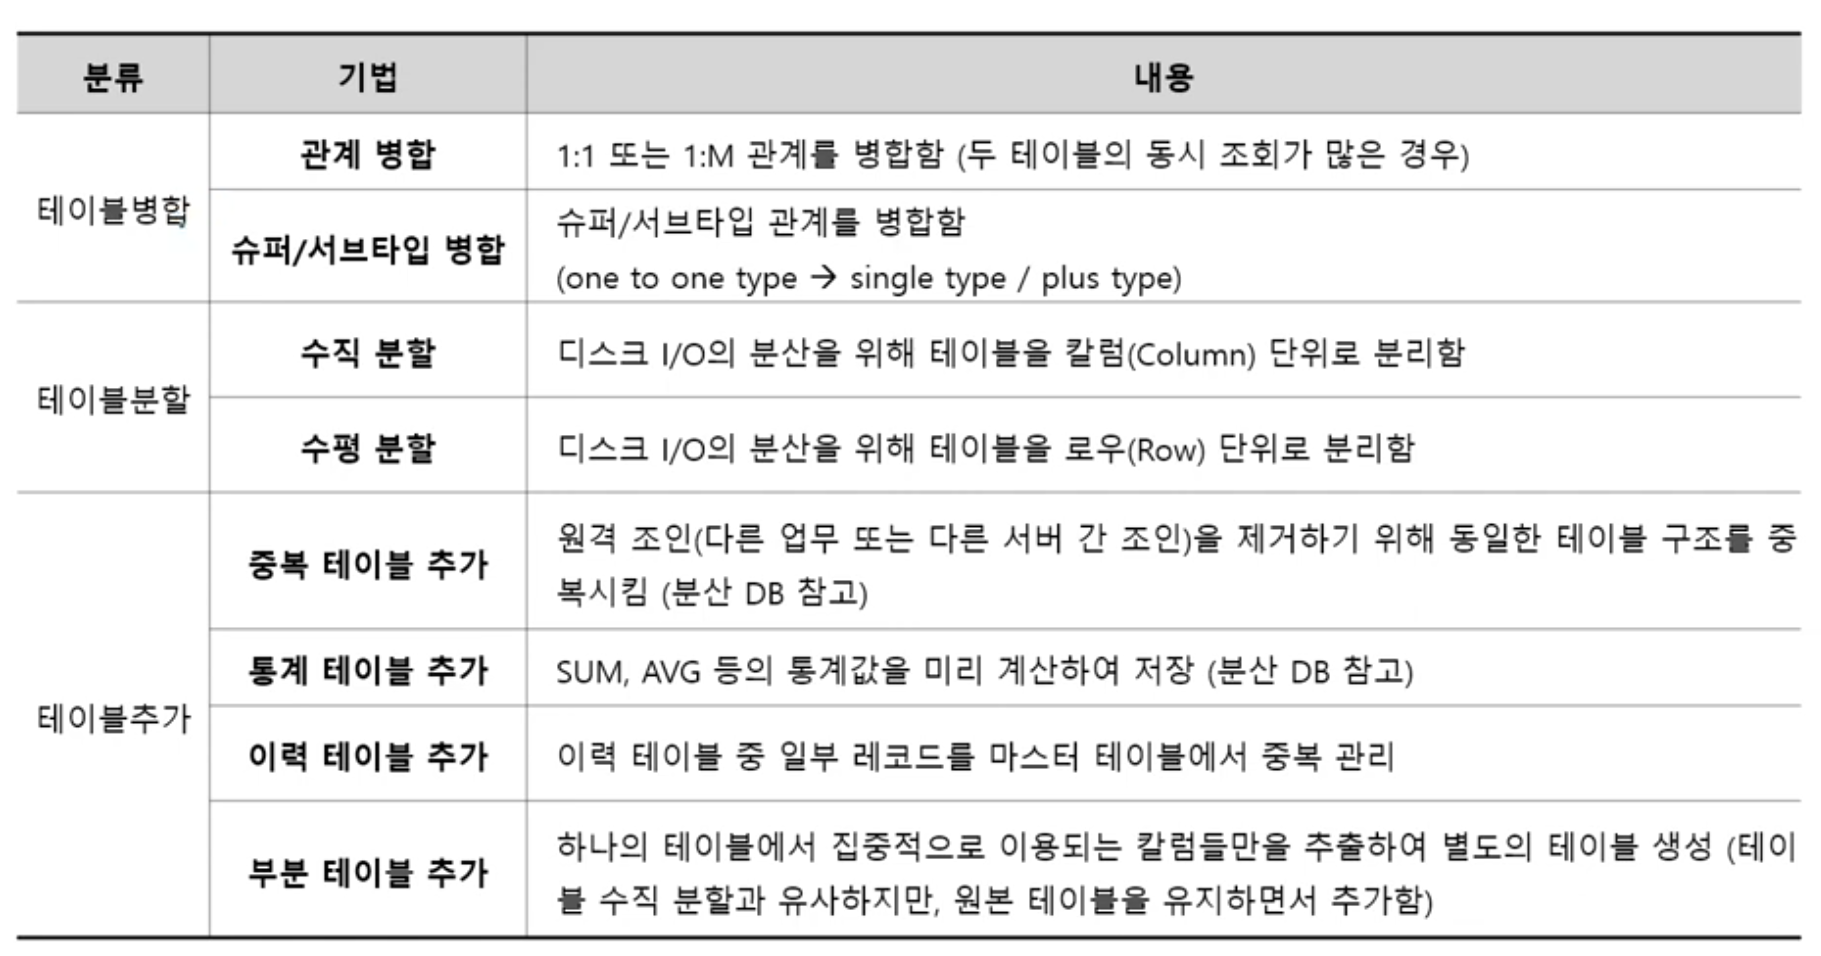 분류 기법 내용
테이블병합
관계 병합
1:1 또는 1:M 관계를 병합함 (두 테이블의 동시 조회가 많은 경우)
슈퍼/서브타입 병합
슈퍼/서브타입 관계를 병합함
(one to one type → single type / plus type)
테이블분할
수직 분할
디스크 I/O의 분산을 위해 테이블을 칼럼(Column) 단위로 분리함
수평 분할
디스크 I/O의 분산을 위해 테이블을 로우(Row) 단위로 분리함
테이블추가
중복 테이블 추가
원격 조인(다른 업무 또는 다른 서버 간 조인)을 제거하기 위해 동일한 테이블 구조를 중
복시킴 (분산 DB 참고)
통계 테이블 추가
SUM, AVG 등의 통계값을 미리 계산하여 저장 (분산 DB 참고)
이력 테이블 추가
이력 테이블 중 일부 레코드를 마스터 테이블에서 중복 관리
부분 테이블 추가
하나의 테이블에서 집중적으로 이용되는 칼럼들만을 추출하여 별도의 테이블 생성 (테이
블 수직 분할과 유사하지만, 원본 테이블을 유지하면서 추가함)